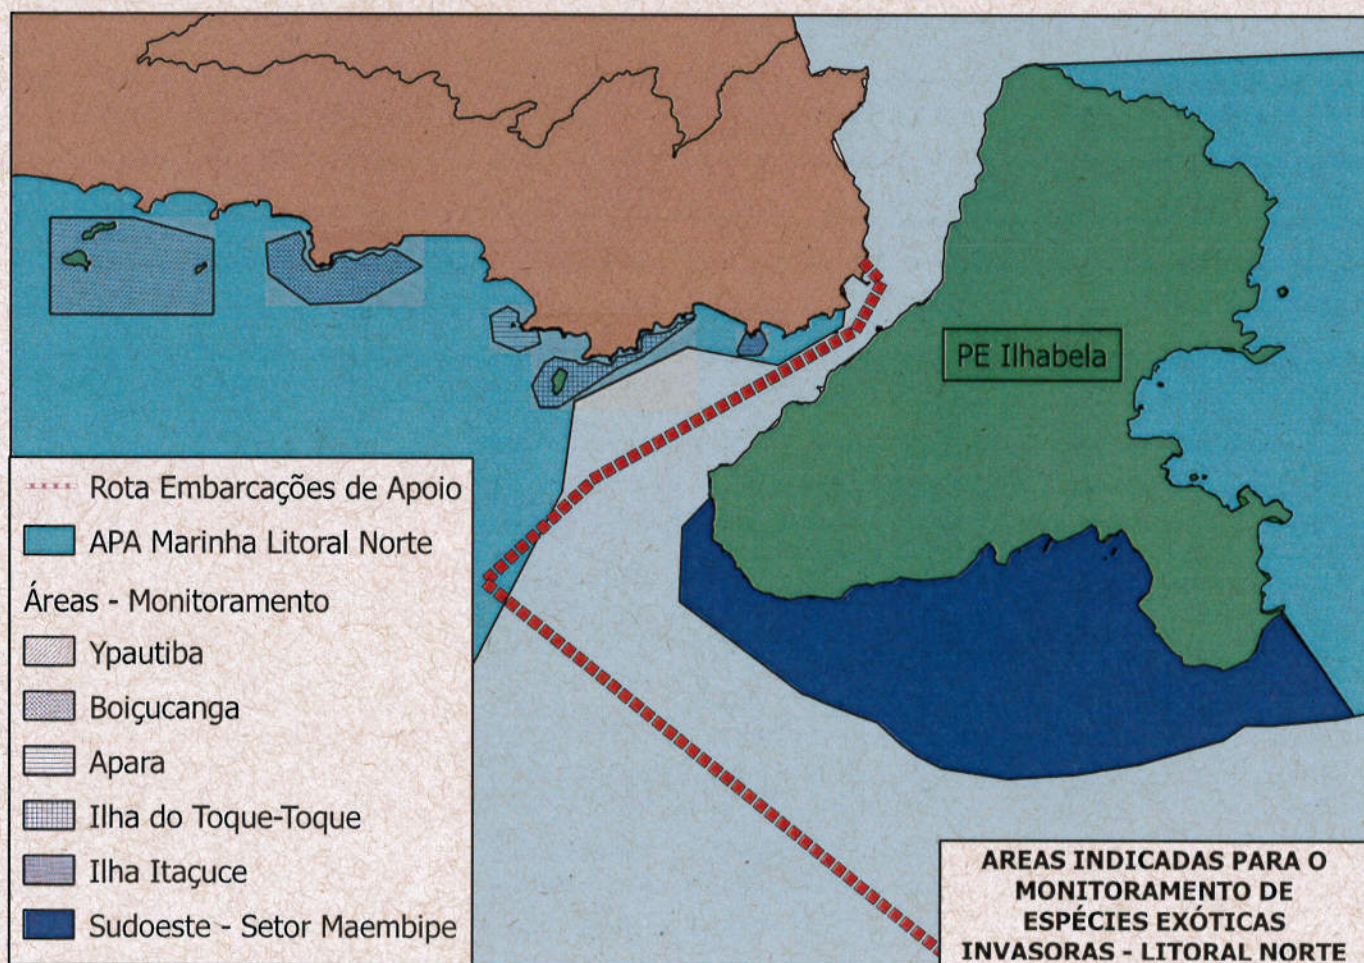 PE Ilhabela
Rota Embarcações de Apoio
APA Marinha Litoral Norte
Áreas - Monitoramento
Ypautiba
Boiçucanga
Apara
Ilha do Toque-Toque
Ilha Itaçuce
Sudoeste - Setor Maembipe
AREAS INDICADAS PARA O
MONITORAMENTO DE
ESPÉCIES EXÓTICAS
INVASORAS - LITORAL NORTE